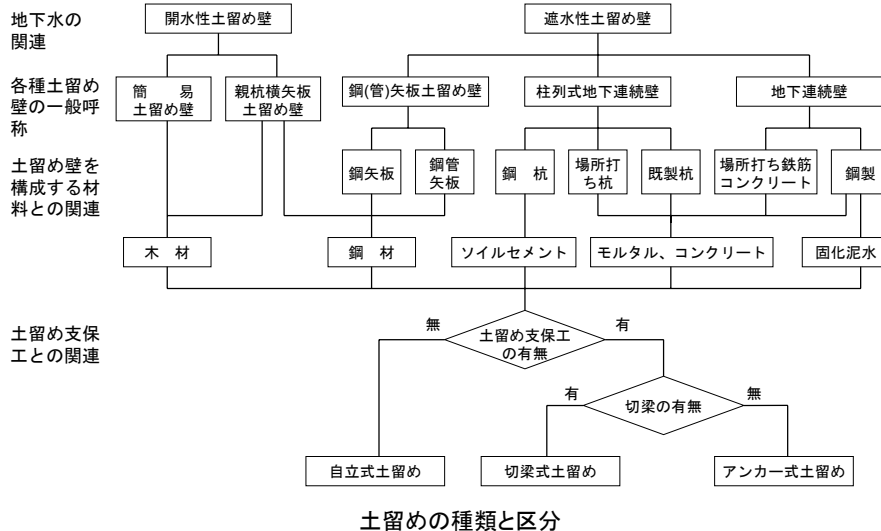 地下水の
関連
開水性土留め壁
遮水性土留め壁
各種土留め
壁の一般呼
称
簡　易
土留め壁
親杭横矢板
土留め壁
鋼(管)矢板土留め壁
柱列式地下連続壁
地下連続壁
土留め壁を
構成する材
料との関連
鋼矢板
鋼管
矢板
鋼　杭
場所打
ち杭
既製杭
場所打ち鉄筋
コンクリート
鋼製
木　材
鋼　材
ソイルセメント
モルタル、コンクリート
固化泥水
土留め支保
工との関連
無
土留め支保工
の有無
有
有
切梁の有無
無
自立式土留め
切梁式土留め
アンカー式土留め
土留めの種類と区分